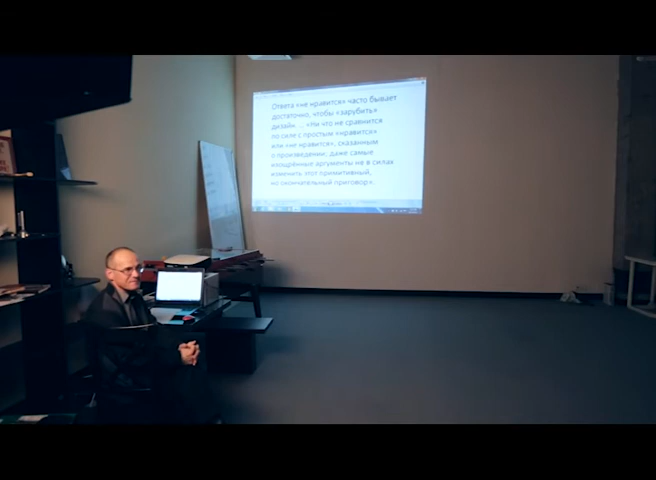 Ответа «не нравится» часто бывает
достаточно, чтобы «зарубить»
дизайн. ... «Ни что не сравнится
по силе с простым «нравится»
или «не нравится», сказанным
о произведении; даже самые
изощрённые аргументы не в силах
изменить этот примитивный,
но окончательный приговор».